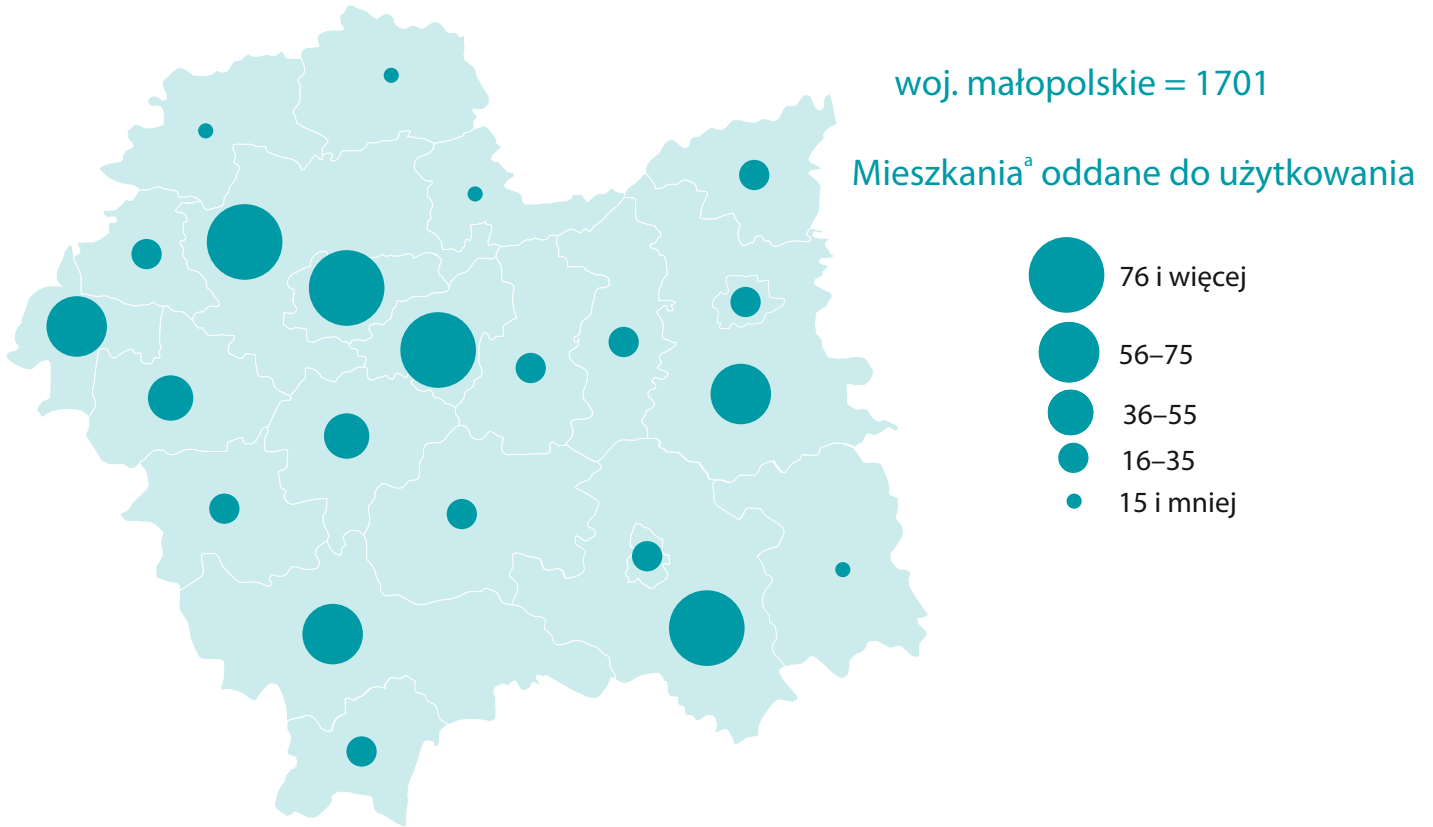 woj. małopolskie = 1701
Mieszkaniaᵃ oddane do użytkowania
76 i więcej
56–75
36–55
16–35
15 i mniej